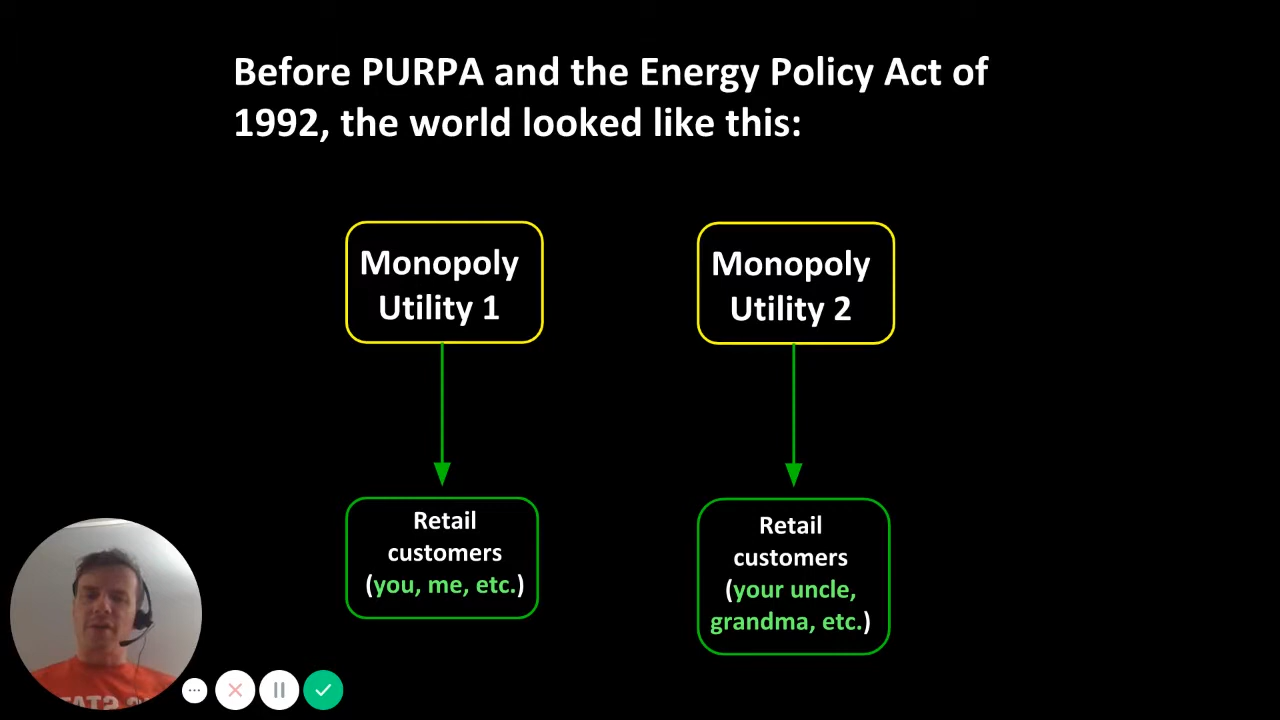 Before PURPA and the Energy Policy Act of
1992, the world looked like this:
Monopoly
Utility 1
Monopoly
Utility 2
Retail
customers
(you, me, etc.)
Retail
customers
(your uncle,
grandma, etc.)